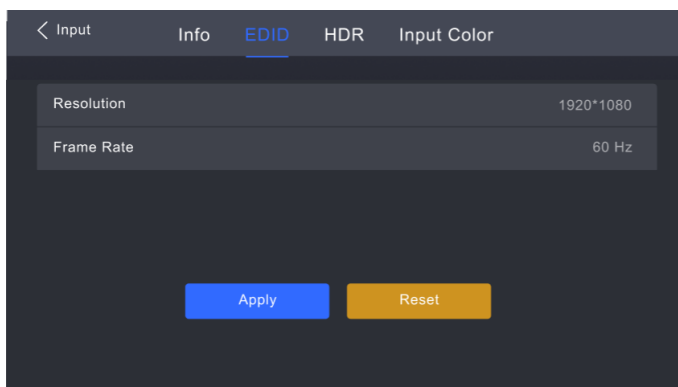 Input Info EDID HDR Input Color
Resolution 1920*1080
Frame Rate 60 Hz
Apply Reset